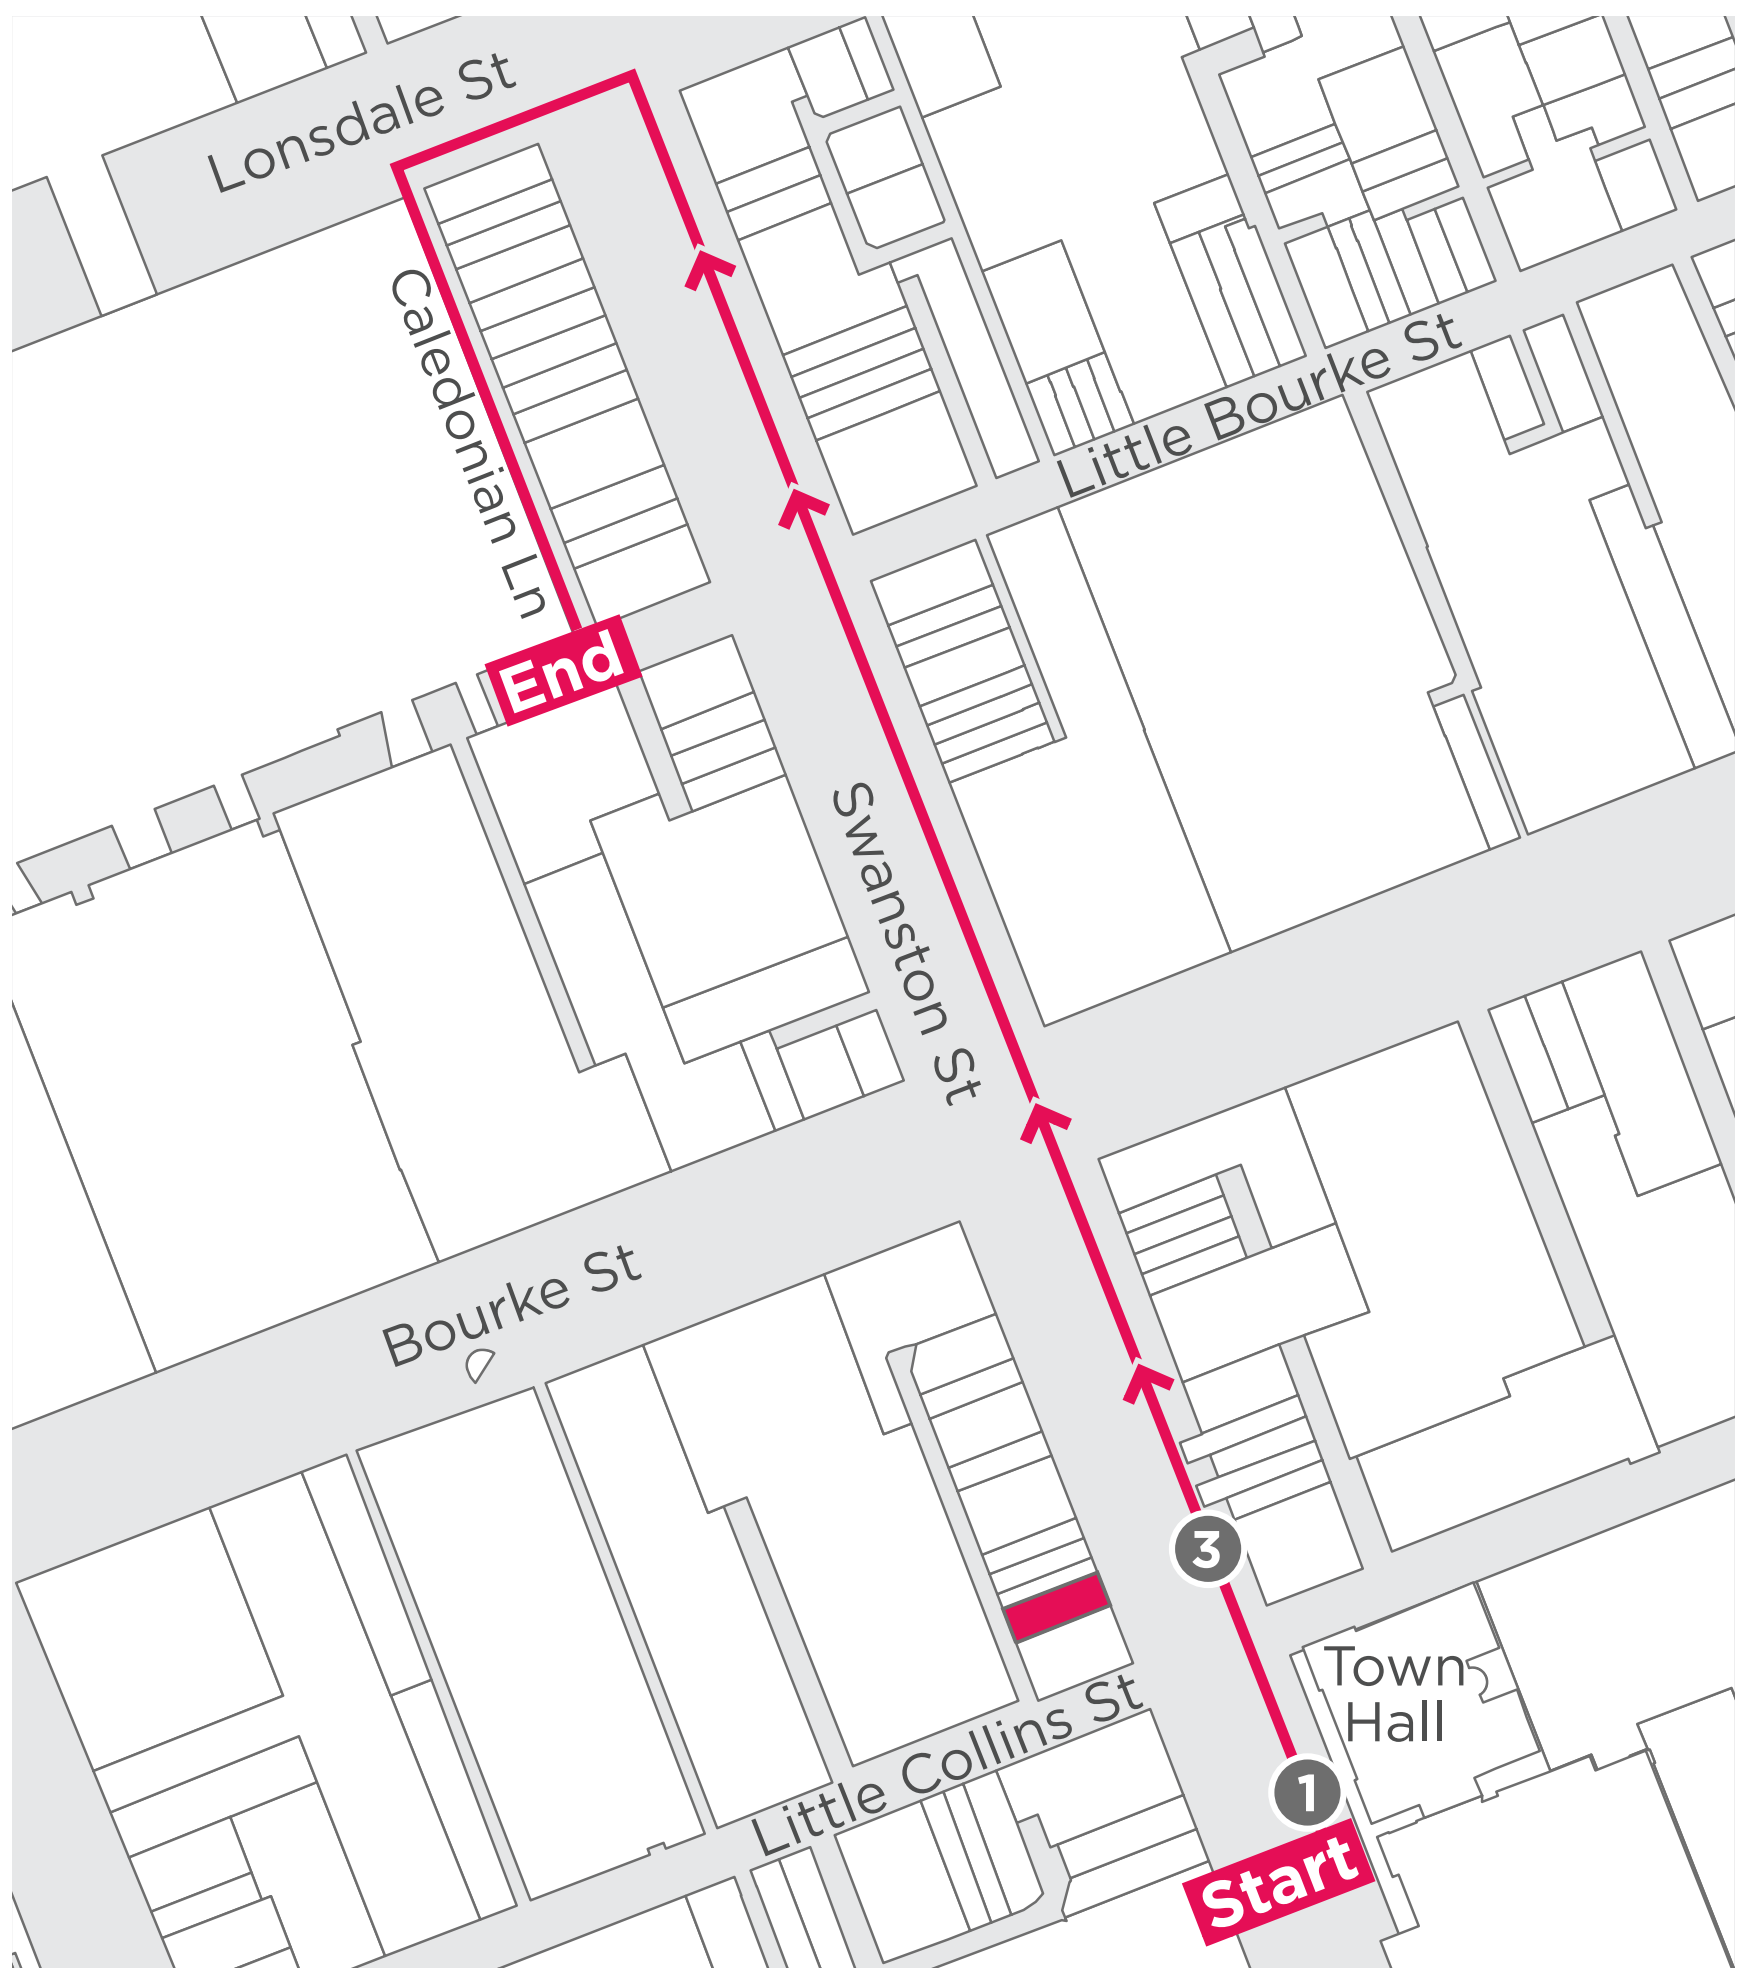 Lonsdale St
Caledonian Ln
Little Bourke St
End
Swanston St
Bourke St
3
Town
Hall
Little Collins St
1
Start